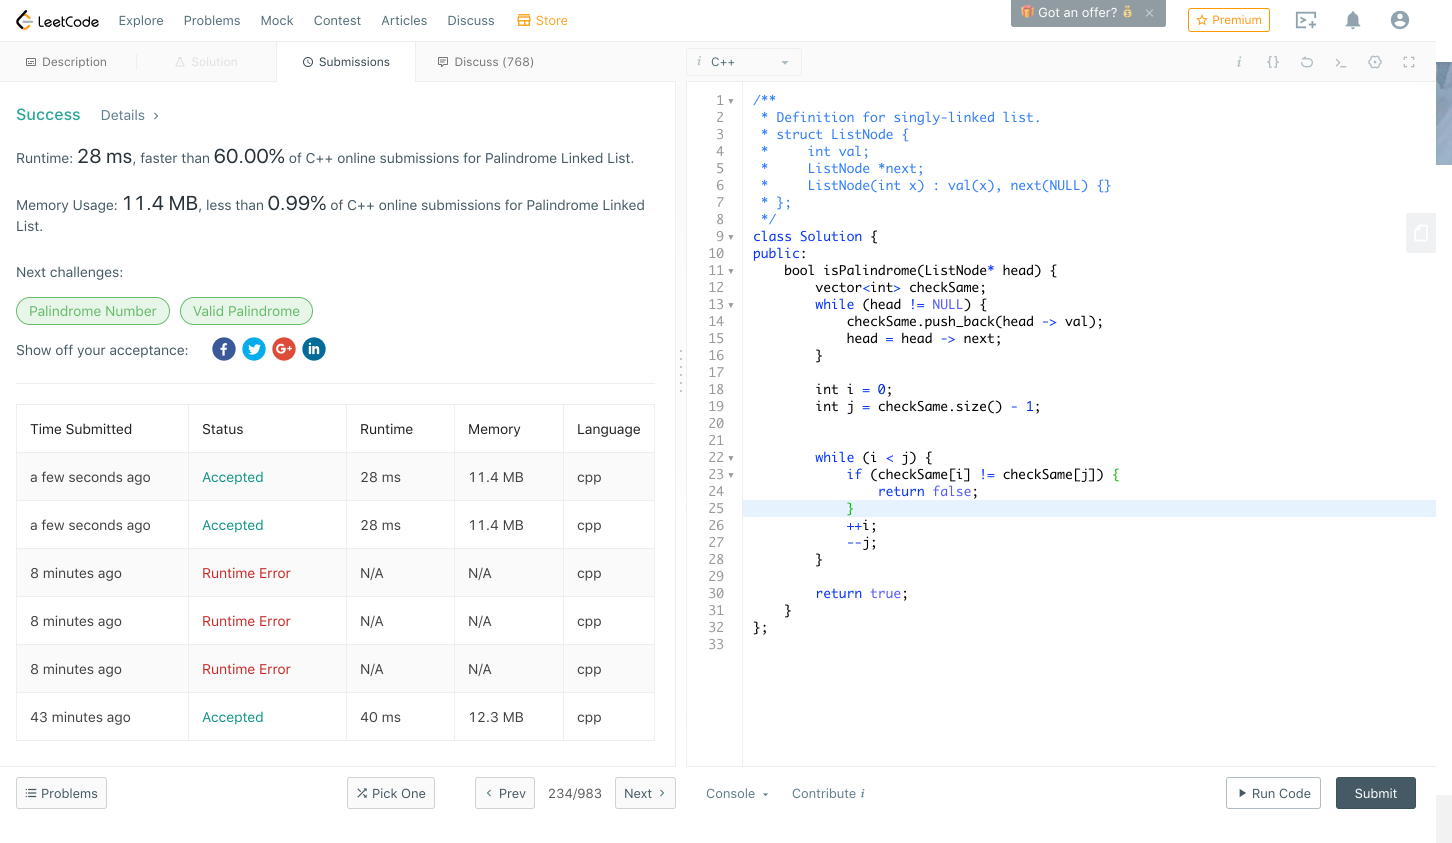 LeetCode Explore Problems Mock Contest Articles Discuss Store Got an offer? × Premium
Description Solution Submissions Discuss (768)
Success Details >
Runtime: 28 ms, faster than 60.00% of C++ online submissions for Palindrome Linked List.
Memory Usage: 11.4 MB, less than 0.99% of C++ online submissions for Palindrome Linked
List.
Next challenges:
Palindrome Number Valid Palindrome
Show off your acceptance: f G+ in
Time Submitted Status Runtime Memory Language
a few seconds ago Accepted 28 ms 11.4 MB cpp
a few seconds ago Accepted 28 ms 11.4 MB cpp
8 minutes ago Runtime Error N/A N/A cpp
8 minutes ago Runtime Error N/A N/A cpp
8 minutes ago Runtime Error N/A N/A cpp
43 minutes ago Accepted 40 ms 12.3 MB cpp
Problems Pick One < Prev 234/983 Next >
i C++ i {}
1 /**
2  * Definition for singly-linked list.
3  * struct ListNode {
4  *     int val;
5  *     ListNode *next;
6  *     ListNode(int x) : val(x), next(NULL) {}
7  * };
8  */
9 class Solution {
10 public:
11     bool isPalindrome(ListNode* head) {
12         vector<int> checkSame;
13         while (head != NULL) {
14             checkSame.push_back(head -> val);
15             head = head -> next;
16         }
17
18         int i = 0;
19         int j = checkSame.size() - 1;
20
21
22         while (i < j) {
23             if (checkSame[i] != checkSame[j]) {
24                 return false;
25             }
26             ++i;
27             --j;
28         }
29
30         return true;
31     }
32 };
33
Console Contribute i Run Code Submit